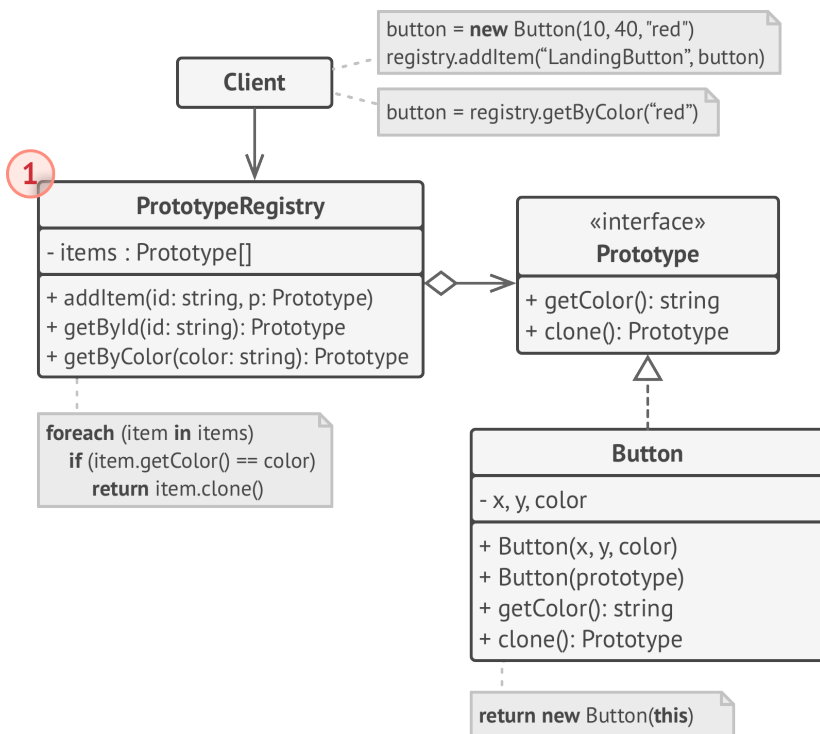 button = new Button(10, 40, "red")
registry.addItem(“LandingButton”, button)
Client
button = registry.getByColor(“red”)
1
PrototypeRegistry
- items : Prototype[]
+ addItem(id: string, p: Prototype)
+ getById(id: string): Prototype
+ getByColor(color: string): Prototype
«interface»
Prototype
+ getColor(): string
+ clone(): Prototype
foreach (item in items)
if (item.getColor() == color)
return item.clone()
Button
- x, y, color
+ Button(x, y, color)
+ Button(prototype)
+ getColor(): string
+ clone(): Prototype
return new Button(this)